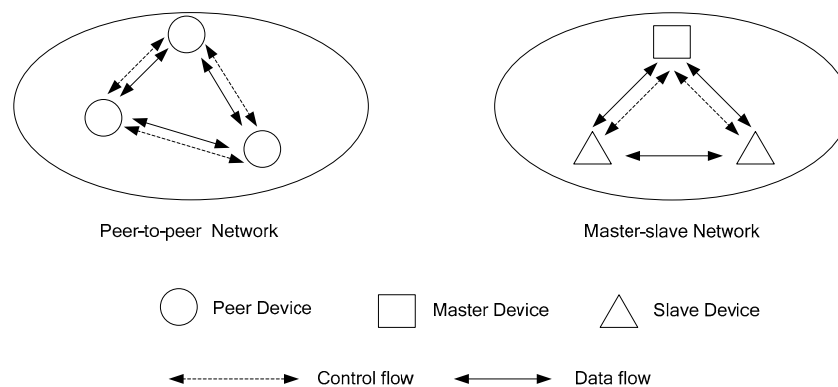 Peer-to-peer Network
Master-slave Network
Peer Device
Master Device
Slave Device
Control flow
Data flow